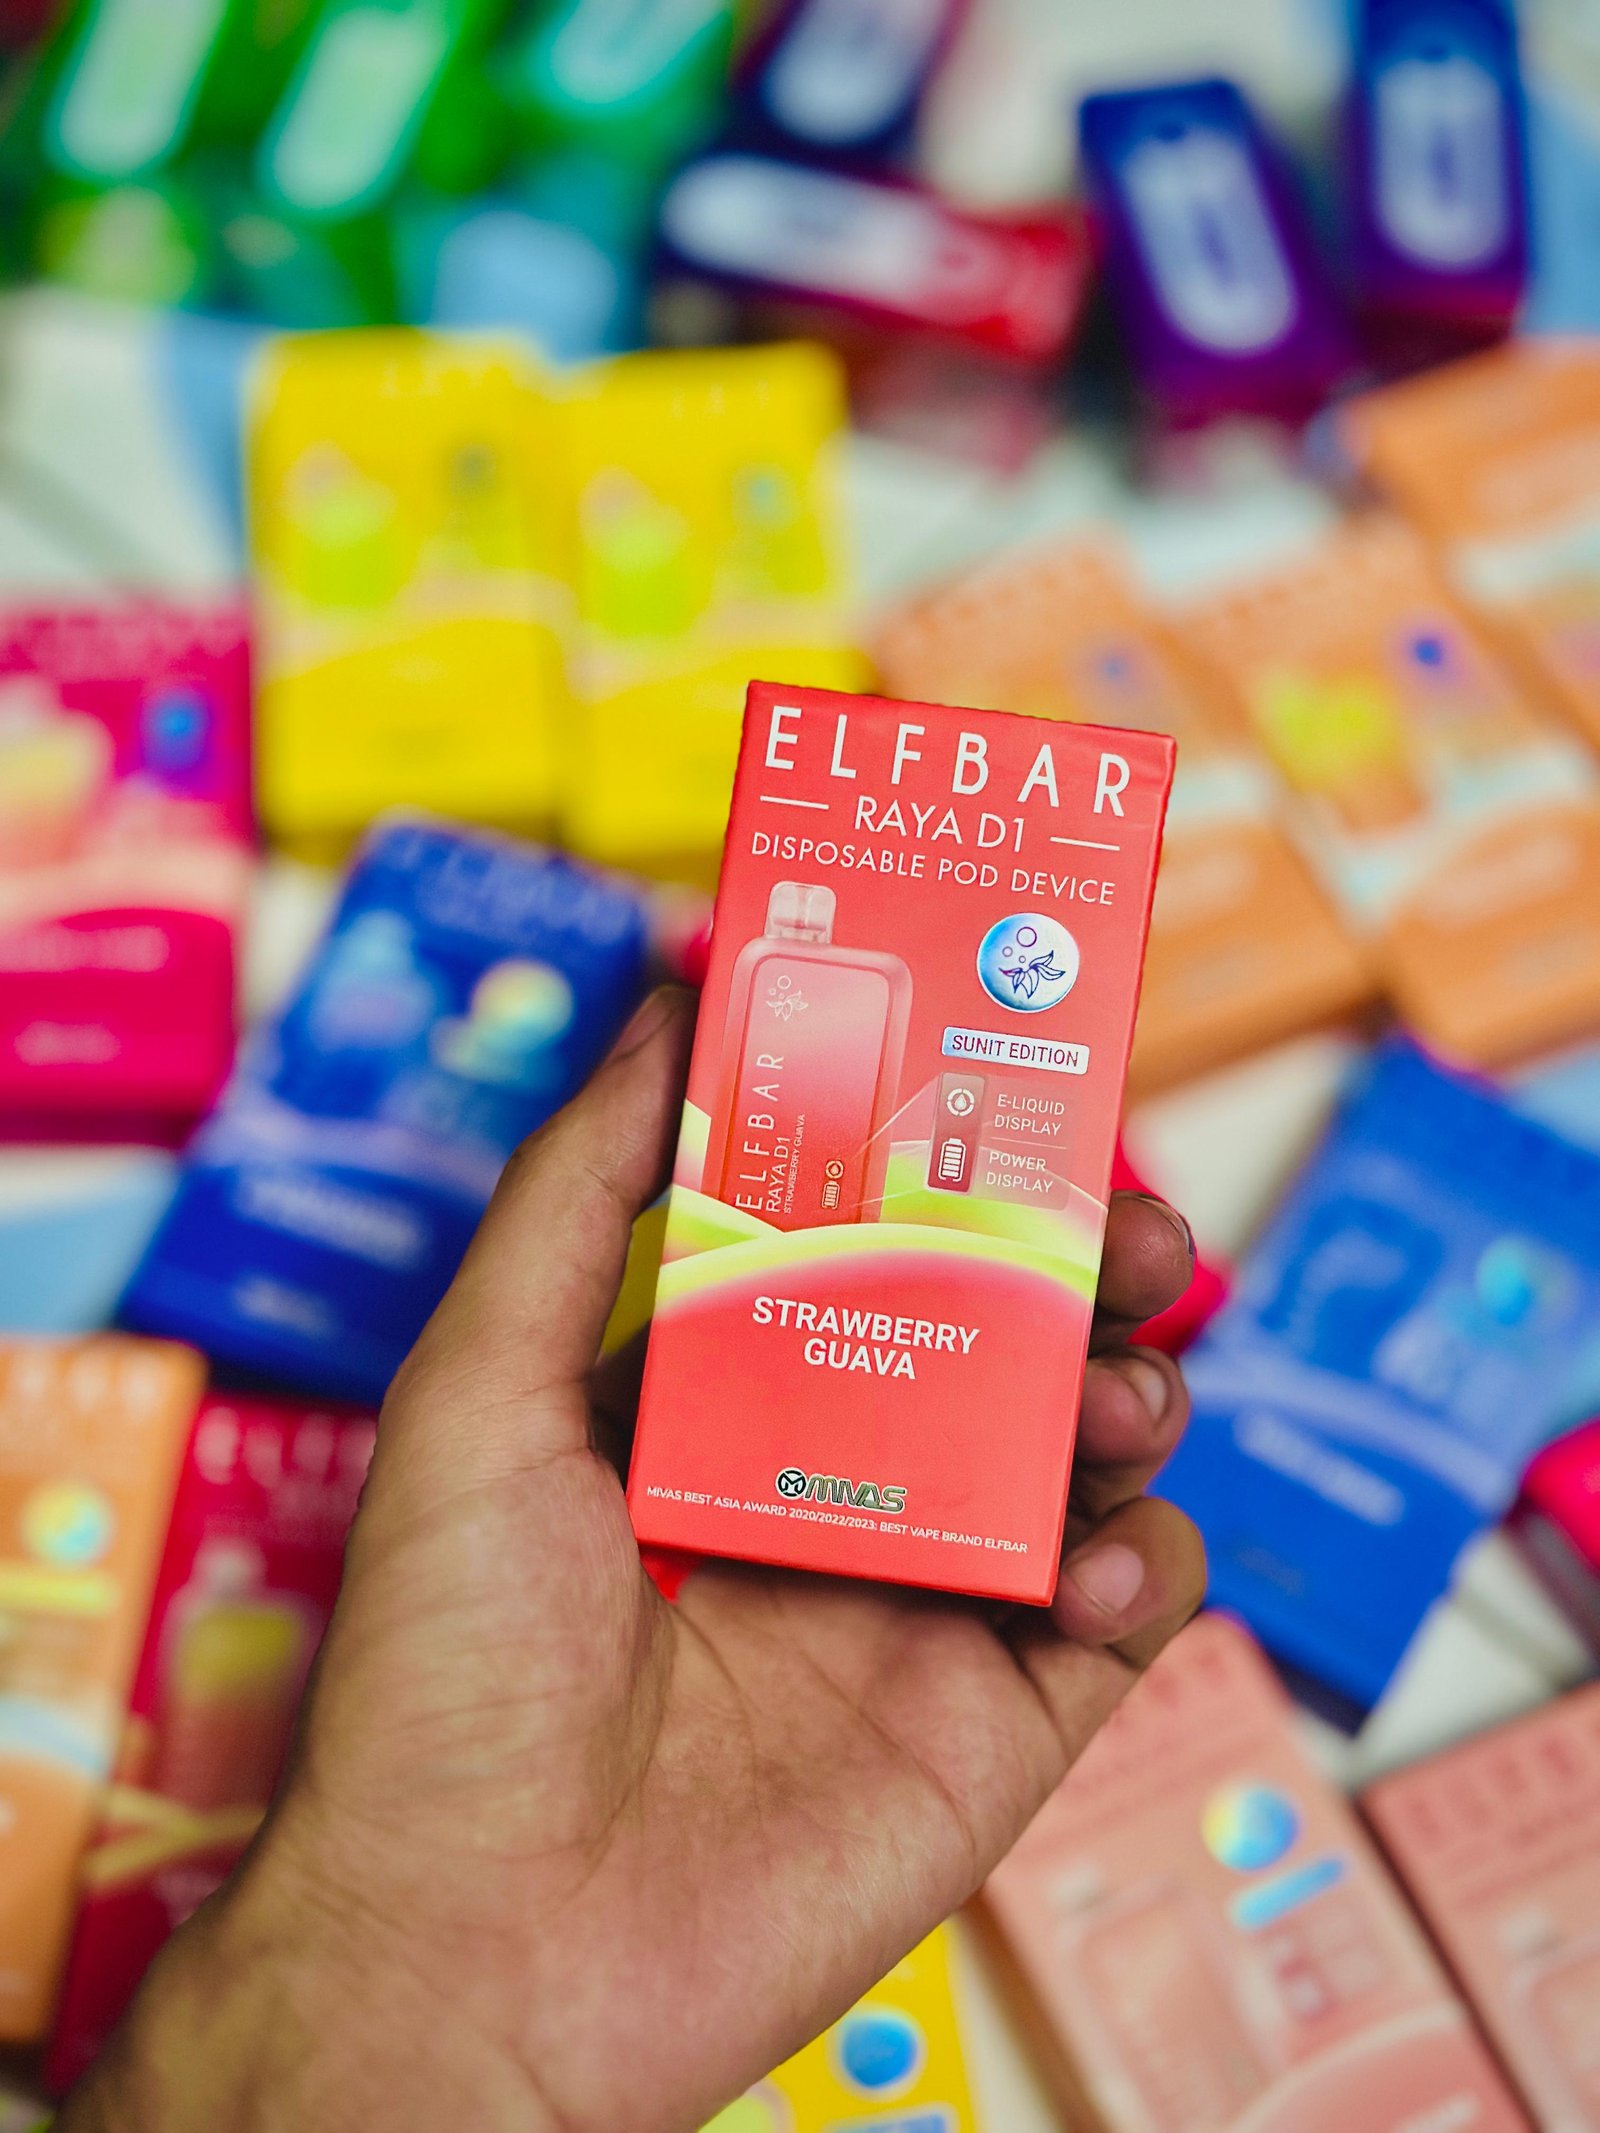 ELFBAR
RAYA D1
DISPOSABLE POD DEVICE
SUNIT EDITION
E-LIQUID
DISPLAY
POWER
DISPLAY
ELFBAR
RAYA D1
STRAWBERRY GUAVA
STRAWBERRY
GUAVA
MIVAS
MIVAS BEST ASIA AWARD 2020/2022/2023: BEST VAPE BRAND ELFBAR